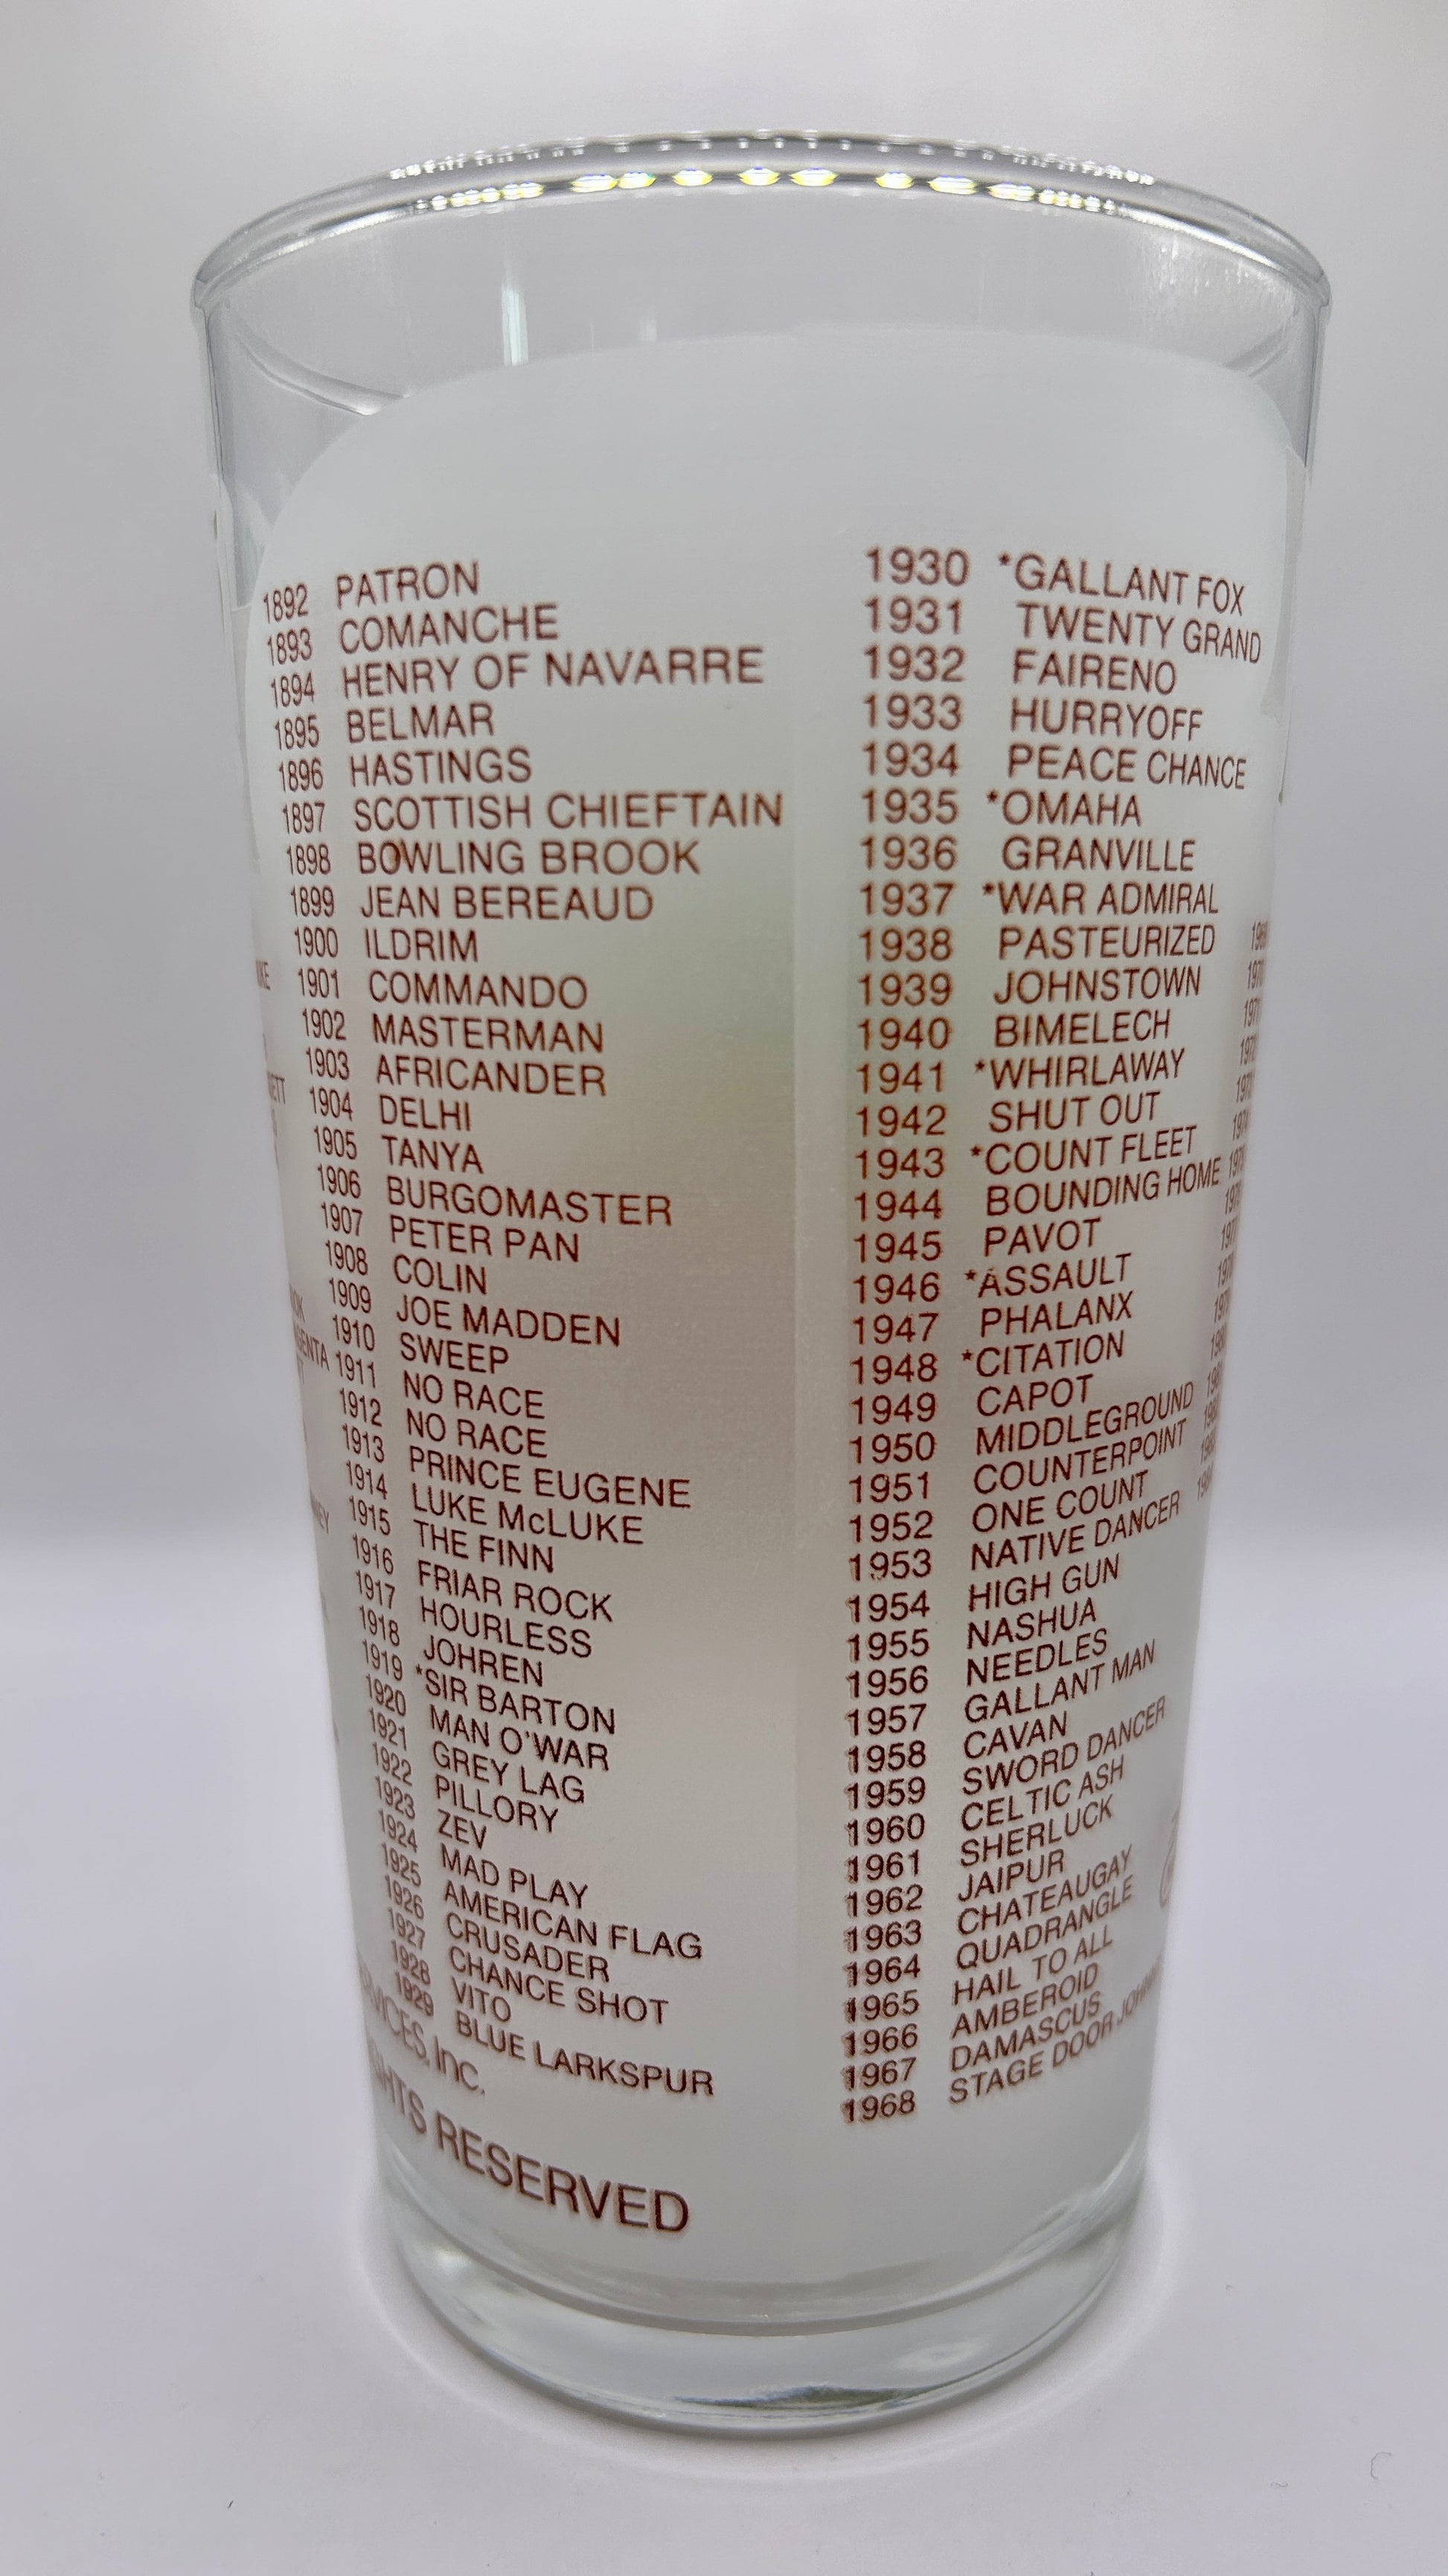 1892 PATRON
1893 COMANCHE
1894 HENRY OF NAVARRE
1895 BELMAR
1896 HASTINGS
1897 SCOTTISH CHIEFTAIN
1898 BOWLING BROOK
1899 JEAN BEREAUD
1900 ILDRIM
1901 COMMANDO
1902 MASTERMAN
1903 AFRICANDER
1904 DELHI
1905 TANYA
1906 BURGOMASTER
1907 PETER PAN
1908 COLIN
1909 JOE MADDEN
1910 SWEEP
1911 NO RACE
1912 NO RACE
1913 PRINCE EUGENE
1914 LUKE McLUKE
1915 THE FINN
1916 FRIAR ROCK
1917 HOURLESS
1918 JOHREN
1919 *SIR BARTON
1920 MAN O'WAR
1921 GREY LAG
1922 PILLORY
1923 ZEV
1924 MAD PLAY
1925 AMERICAN FLAG
1926 CRUSADER
1927 CHANCE SHOT
1928 VITO
1929 BLUE LARKSPUR
Inc.
RESERVED
1930 *GALLANT FOX
1931 TWENTY GRAND
1932 FAIRENO
1933 HURRYOFF
1934 PEACE CHANCE
1935 *OMAHA
1936 GRANVILLE
1937 *WAR ADMIRAL
1938 PASTEURIZED
1939 JOHNSTOWN
1940 BIMELECH
1941 *WHIRLAWAY
1942 SHUT OUT
1943 *COUNT FLEET
1944 BOUNDING HOME
1945 PAVOT
1946 *ASSAULT
1947 PHALANX
1948 *CITATION
1949 CAPOT
1950 MIDDLEGROUND
1951 COUNTERPOINT
1952 ONE COUNT
1953 NATIVE DANCER
1954 HIGH GUN
1955 NASHUA
1956 NEEDLES
1957 GALLANT MAN
1958 CAVAN
1959 SWORD DANCER
1960 CELTIC ASH
1961 SHERLUCK
1962 JAIPUR
1963 CHATEAUGAY
1964 QUADRANGLE
1965 HAIL TO ALL
1966 AMBEROID
1967 DAMASCUS
1968 STAGE DOOR